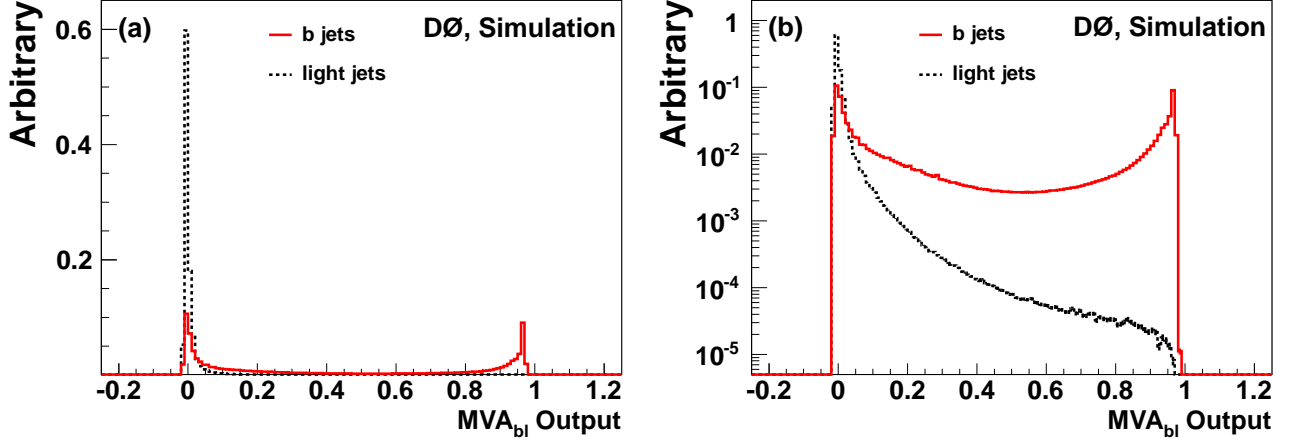 (a)
DØ, Simulation
b jets
light jets
Arbitrary
0.6
0.4
0.2
-0.2 0 0.2 0.4 0.6 0.8 1 1.2
MVA_bl Output
(b)
DØ, Simulation
b jets
light jets
Arbitrary
1
10^-1
10^-2
10^-3
10^-4
10^-5
-0.2 0 0.2 0.4 0.6 0.8 1 1.2
MVA_bl Output